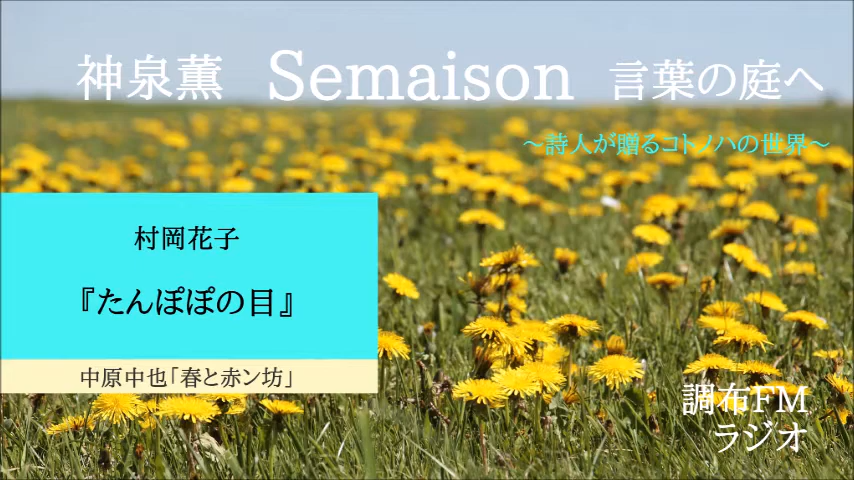 神泉薫 Semaison 言葉の庭へ
～詩人が贈るコトノハの世界～
村岡花子
『たんぽぽの目』
中原中也「春と赤ン坊」
調布FM
ラジオ